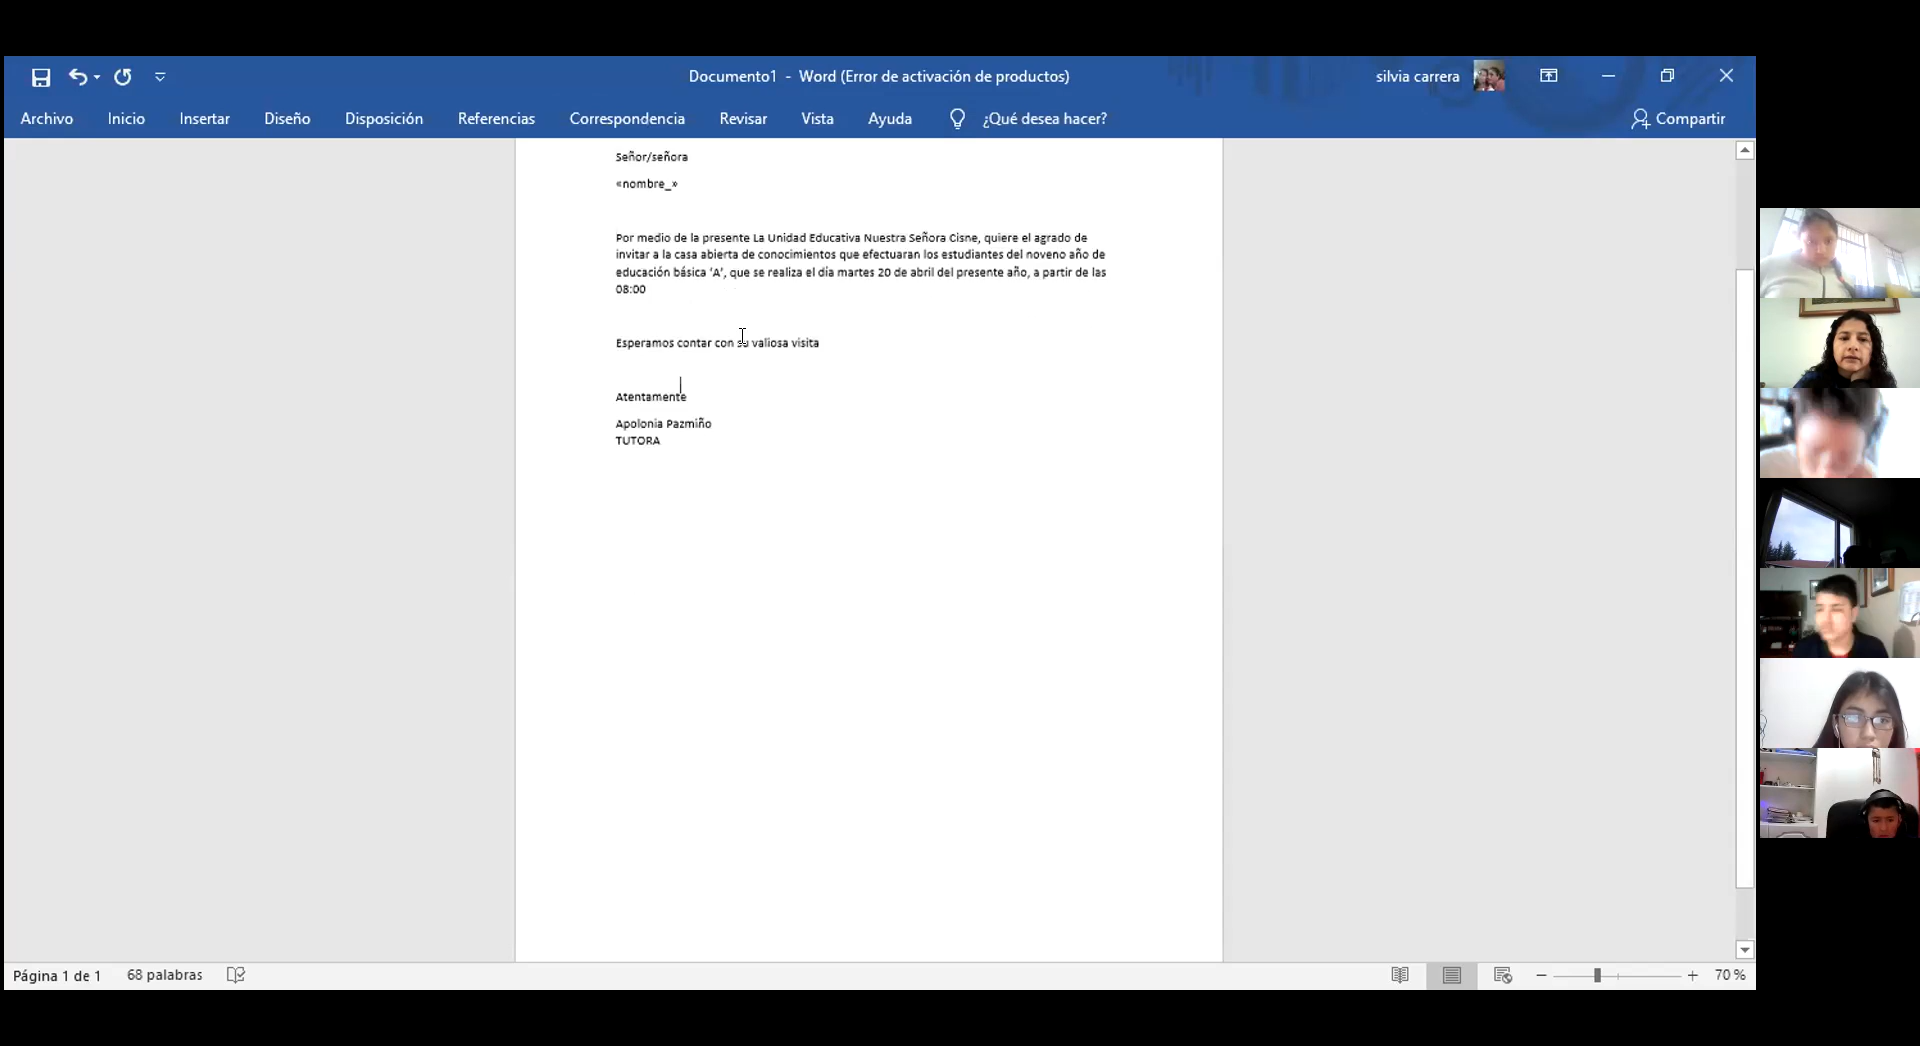 Documento1 - Word (Error de activación de productos)
silvia carrera
Archivo Inicio Insertar Diseño Disposición Referencias Correspondencia Revisar Vista Ayuda ¿Qué desea hacer? Compartir
Señor/señora
«nombre_»
Por medio de la presente La Unidad Educativa Nuestra Señora Cisne, quiere el agrado de
invitar a la casa abierta de conocimientos que efectuaran los estudiantes del noveno año de
educación básica ‘A’, que se realiza el día martes 20 de abril del presente año, a partir de las
08:00
Esperamos contar con su valiosa visita
Atentamente
Apolonia Pazmiño
TUTORA
Página 1 de 1 68 palabras 70 %